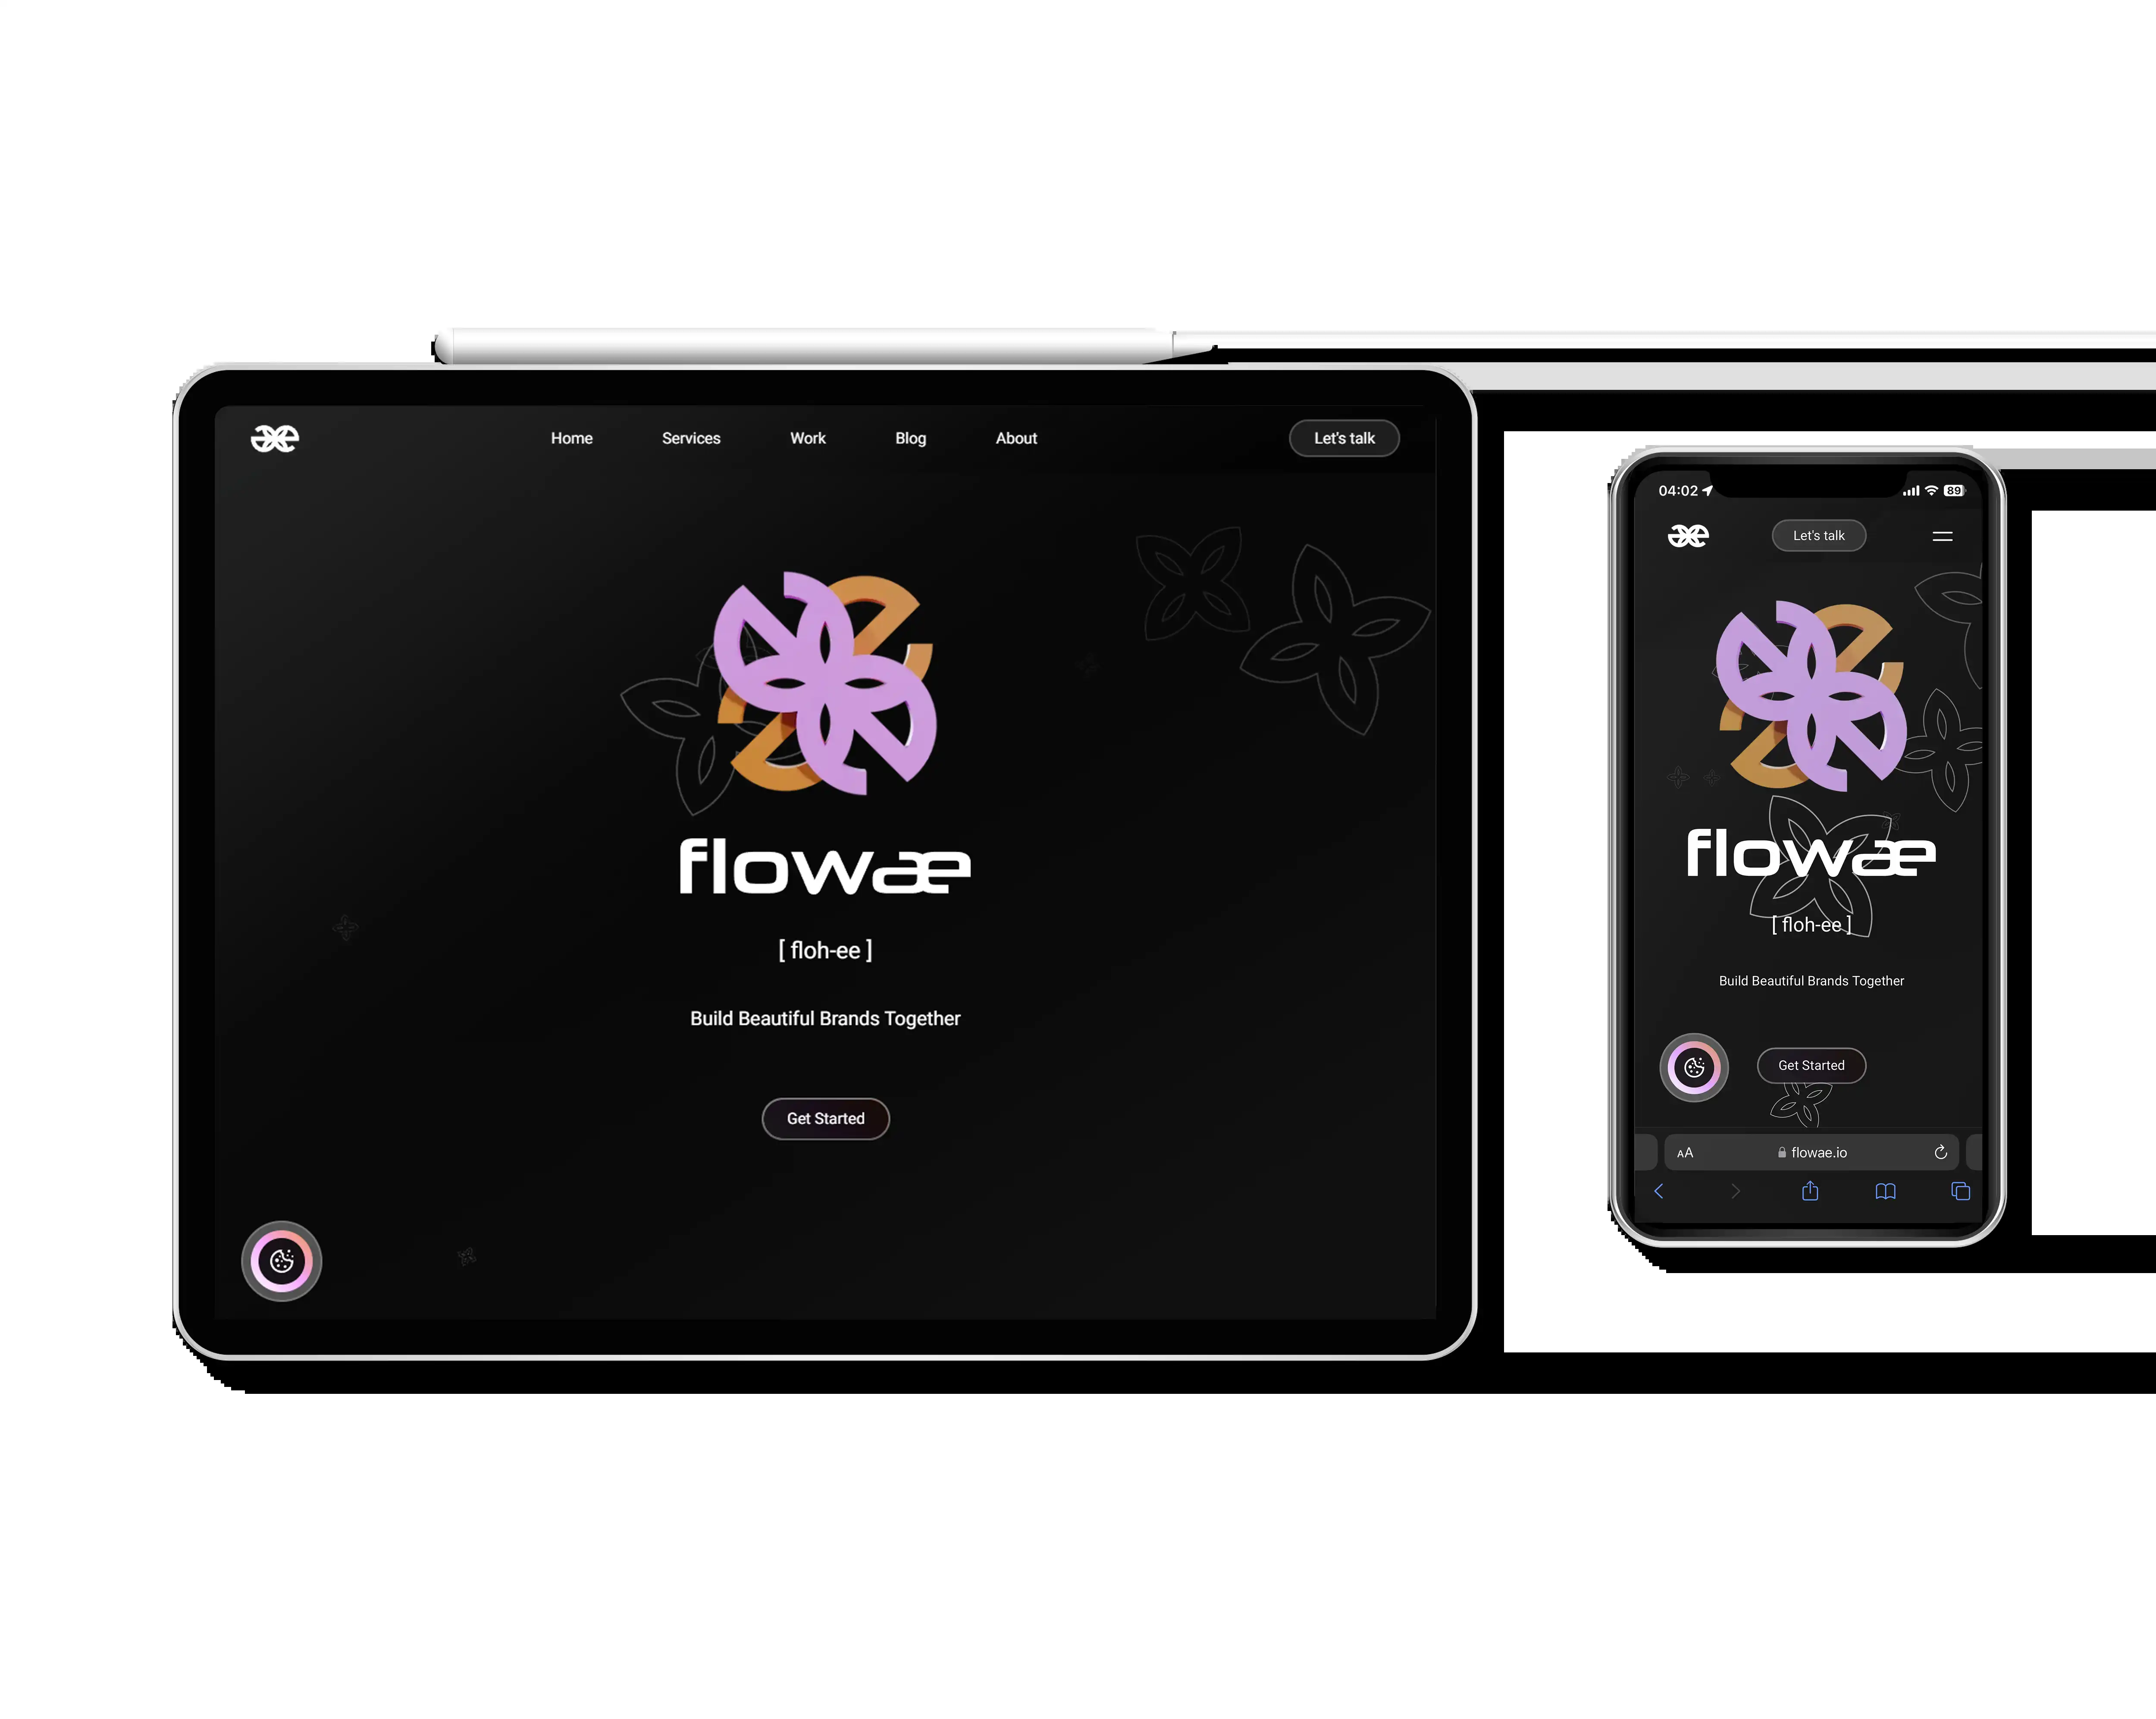 Home Services Work Blog About Let's talk
flowæ
[ floh-ee ]
Build Beautiful Brands Together
Get Started
04:02 89
Let's talk
flowæ
[ floh-ee ]
Build Beautiful Brands Together
Get Started
AA flowae.io